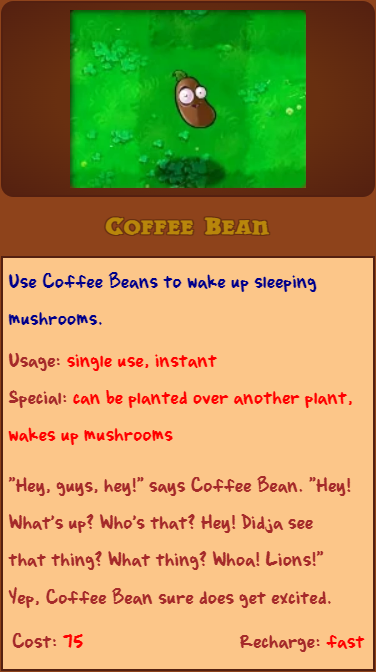 Coffee Bean
Use Coffee Beans to wake up sleeping
mushrooms.
Usage: single use, instant
Special: can be planted over another plant,
wakes up mushrooms
"Hey, guys, hey!" says Coffee Bean. "Hey!
What's up? Who's that? Hey! Didja see
that thing? What thing? Whoa! Lions!"
Yep, Coffee Bean sure does get excited.
Cost: 75 Recharge: fast